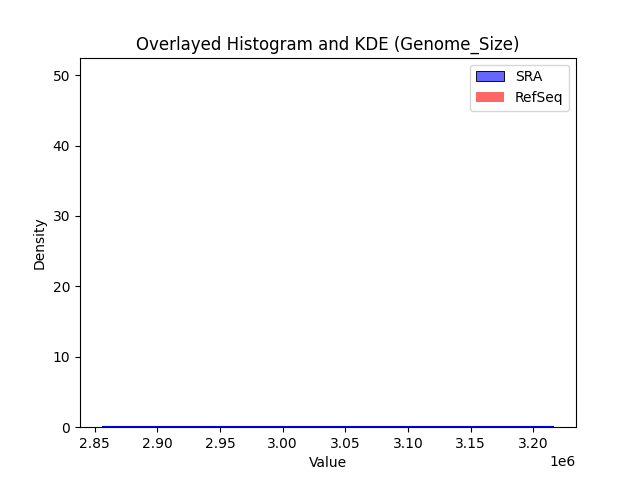 Overlayed Histogram and KDE (Genome_Size)
SRA
RefSeq
50
40
30
20
10
0
Density
2.85 2.90 2.95 3.00 3.05 3.10 3.15 3.20
1e6
Value